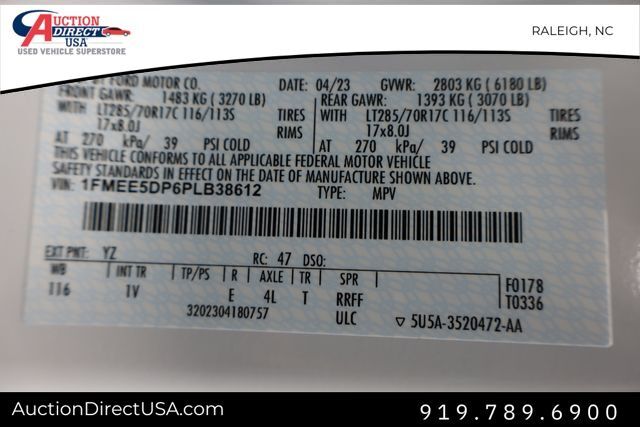 AUCTION
DIRECT
USA
USED VEHICLE SUPERSTORE
RALEIGH, NC
FORD MOTOR CO. DATE: 04/23 GVWR: 2803 KG (6180 LB)
FRONT GAWR: 1483 KG (3270 LB) REAR GAWR: 1393 KG (3070 LB)
WITH LT285/70R17C 116/113S TIRES WITH LT285/70R17C 116/113S TIRES
17x8.0J RIMS 17x8.0J RIMS
AT 270 kPa/ 39 PSI COLD AT 270 kPa/ 39 PSI COLD
THIS VEHICLE CONFORMS TO ALL APPLICABLE FEDERAL MOTOR VEHICLE
SAFETY STANDARDS IN EFFECT ON THE DATE OF MANUFACTURE SHOWN ABOVE.
VIN: 1FMEE5DP6PLB38612 TYPE: MPV
EXT PNT: YZ RC: 47 DSO:
WB INT TR TP/PS R AXLE TR SPR F0178
116 1V E 4L T RRFF T0336
3202304180757 ULC ▽ 5U5A-3520472-AA
AuctionDirectUSA.com 919.789.6900